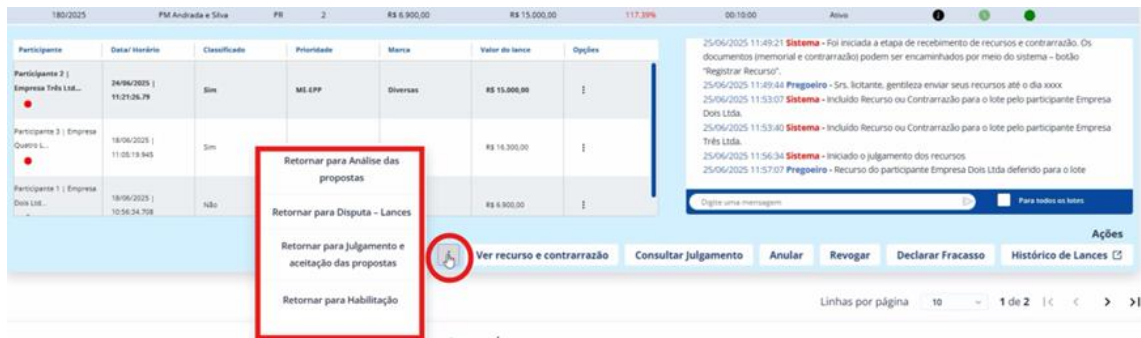 180/2025 PM Andrada e Silva PR 2 R$ 6.900,00 R$ 15.000,00 117,39% 00:10:00 Ativo
Participante Data/ Horário Classificado Prioridade Marca Valor do lance Opções
Participante 2 |
Empresa Três Ltd...
24/06/2025 |
11:21:26.79
Sim ME-EPP Diversas R$ 15.000,00
Participante 3 | Empresa
Quatro L...
18/06/2025 |
11:05:19.945
Sim R$ 16.300,00
Participante 1 | Empresa
Dois Ltd...
18/06/2025 |
10:56:34.708
Não R$ 6.900,00
25/06/2025 11:49:21 Sistema - Foi iniciada a etapa de recebimento de recursos e contrarrazão. Os
documentos (memorial e contrarrazão) podem ser encaminhados por meio do sistema – botão
"Registrar Recurso".
25/06/2025 11:49:44 Pregoeiro - Srs. licitante, gentileza enviar seus recursos até o dia xxxx
25/06/2025 11:53:07 Sistema - Incluído Recurso ou Contrarrazão para o lote pelo participante Empresa
Dois Ltda.
25/06/2025 11:53:40 Sistema - Incluído Recurso ou Contrarrazão para o lote pelo participante Empresa
Três Ltda.
25/06/2025 11:56:34 Sistema - Iniciado o julgamento dos recursos
25/06/2025 11:57:07 Pregoeiro - Recurso do participante Empresa Dois Ltda deferido para o lote
Digite uma mensagem
Para todos os lotes
Retornar para Análise das
propostas
Retornar para Disputa – Lances
Retornar para Julgamento e
aceitação das propostas
Retornar para Habilitação
Ações
Ver recurso e contrarrazão Consultar Julgamento Anular Revogar Declarar Fracasso Histórico de Lances
Linhas por página 10 1 de 2